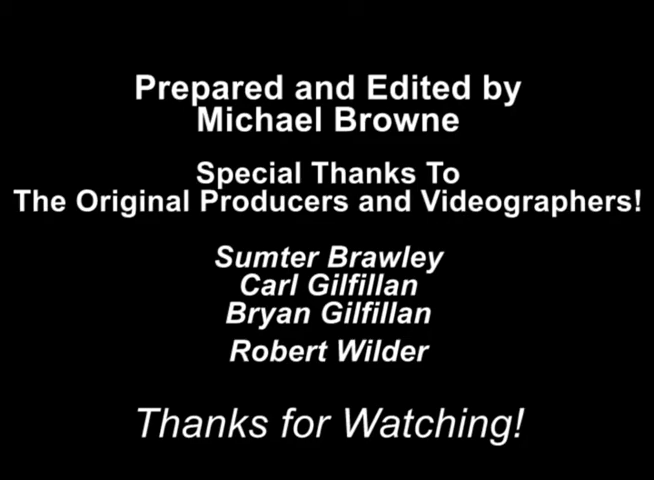 Prepared and Edited by
Michael Browne
Special Thanks To
The Original Producers and Videographers!
Sumter Brawley
Carl Gilfillan
Bryan Gilfillan
Robert Wilder
Thanks for Watching!